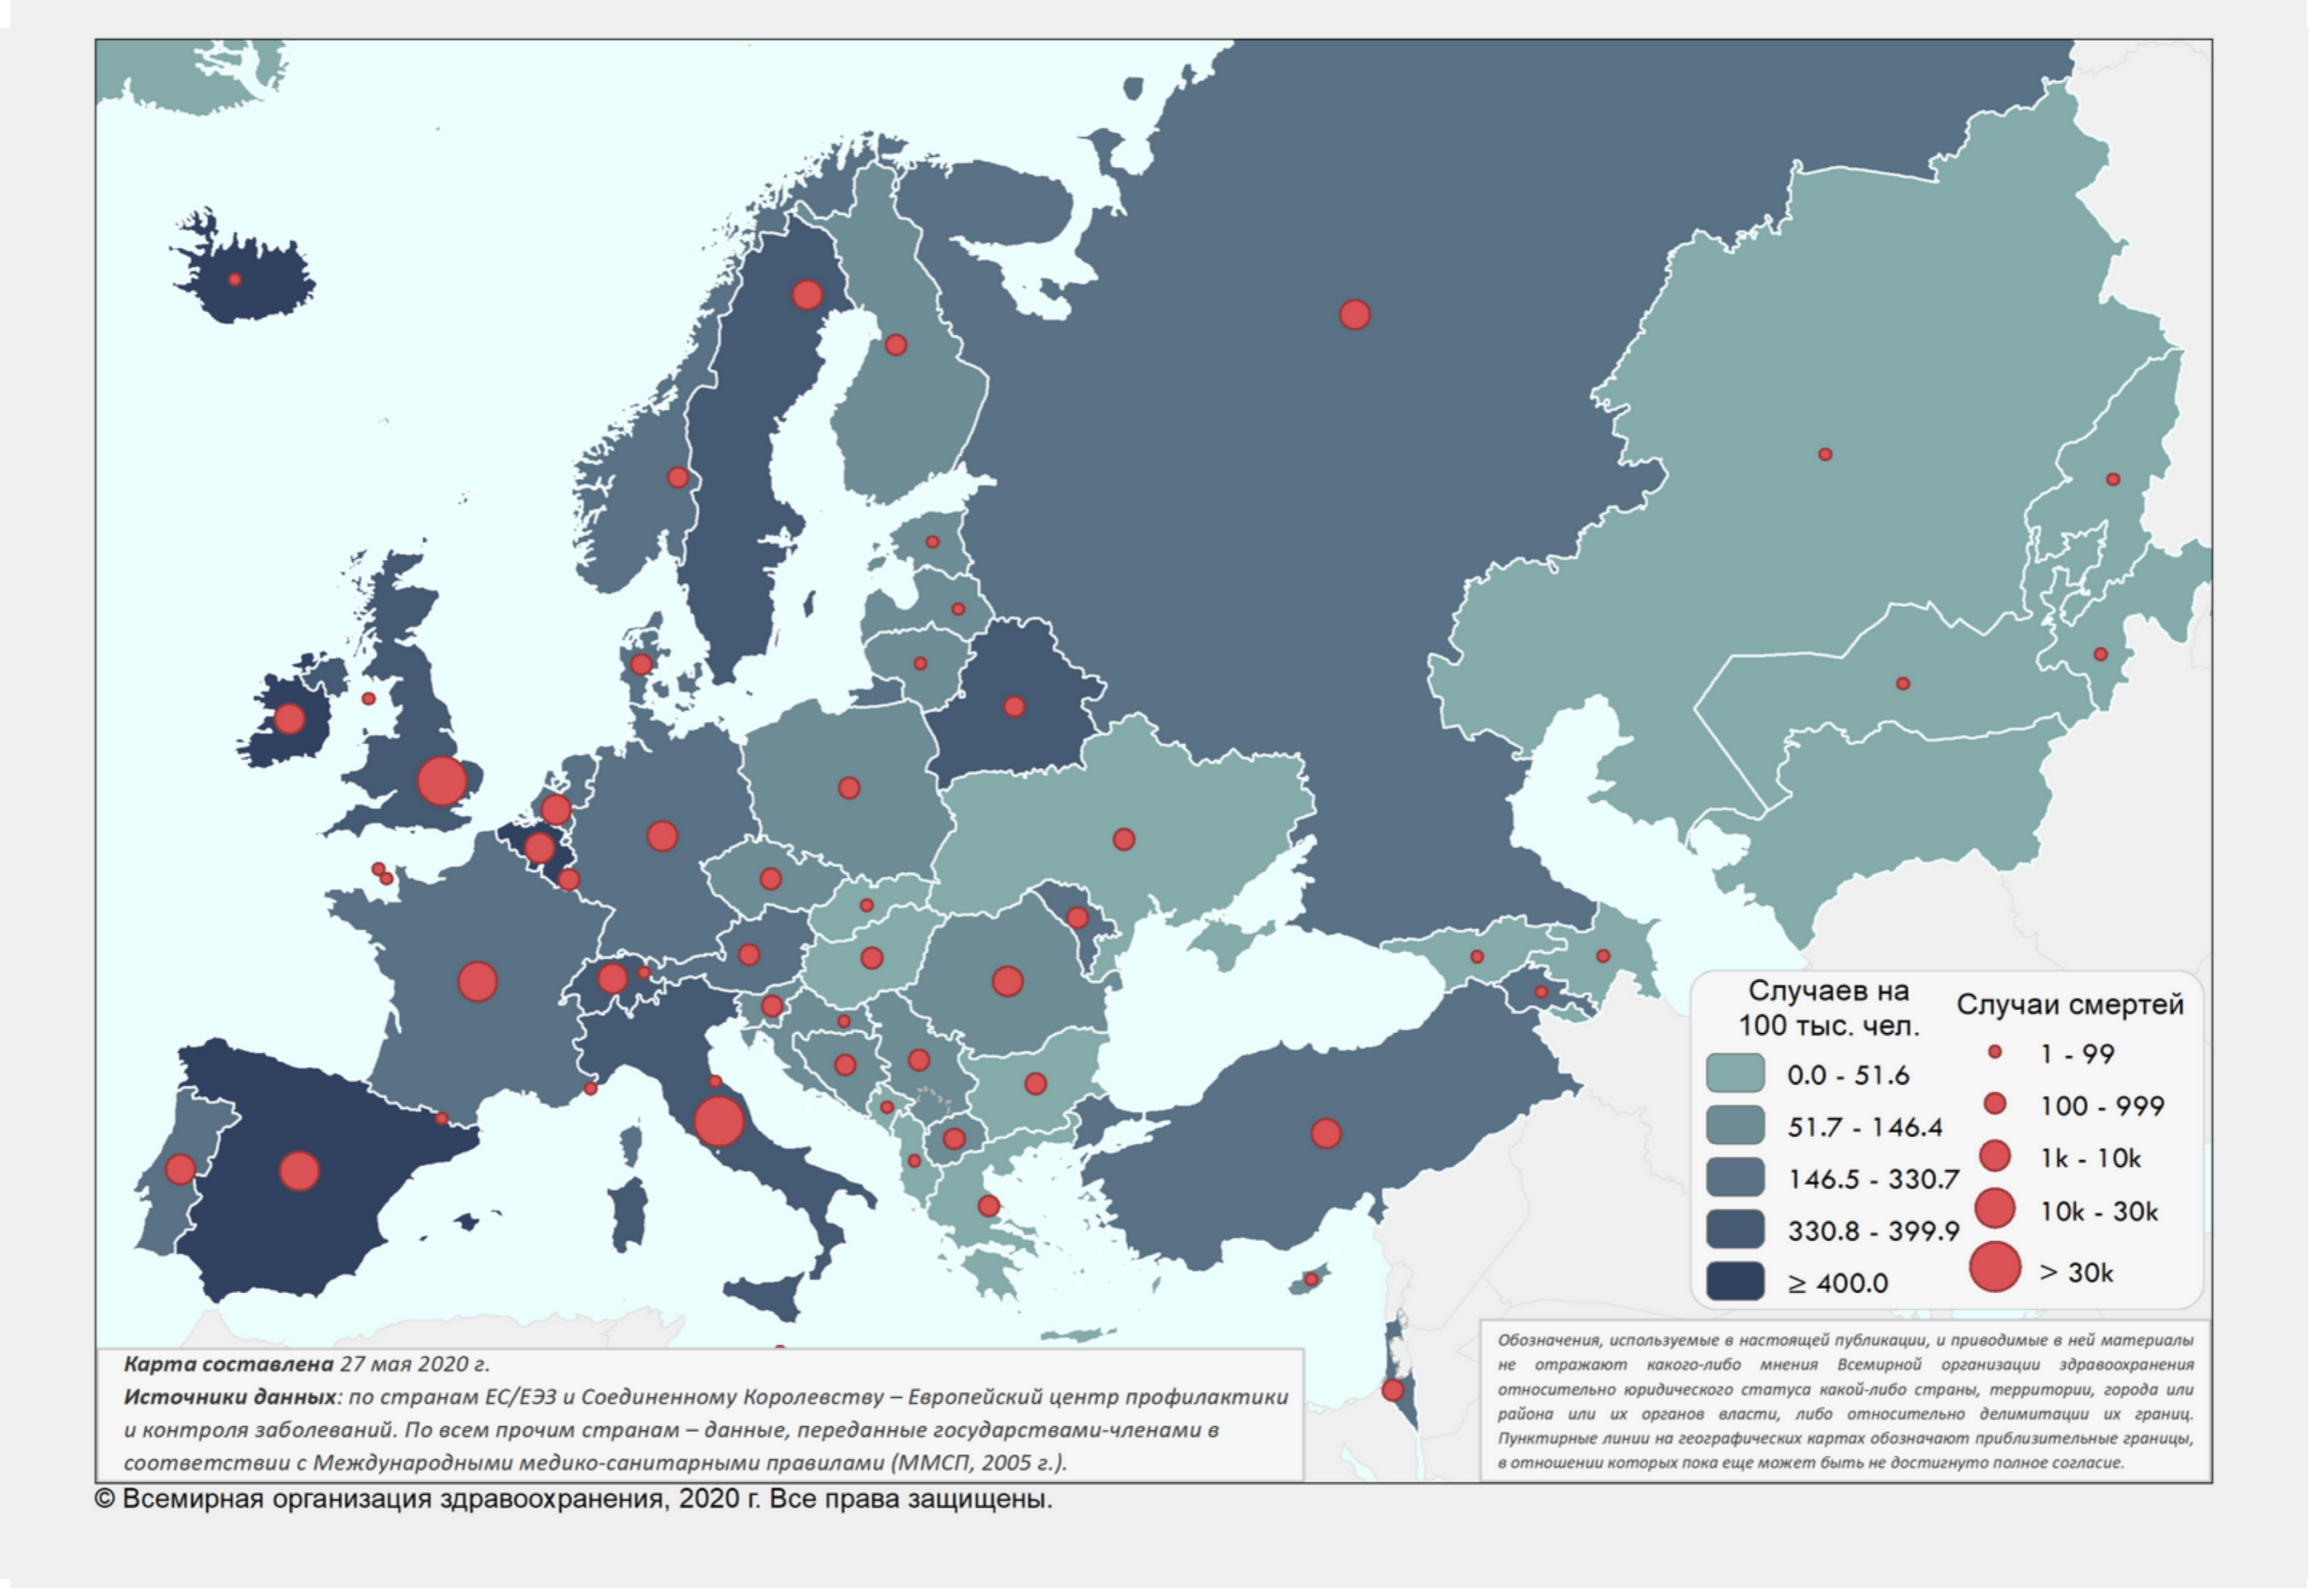 Случаев на
100 тыс. чел.
0.0 - 51.6
51.7 - 146.4
146.5 - 330.7
330.8 - 399.9
≥ 400.0
Случаи смертей
1 - 99
100 - 999
1k - 10k
10k - 30k
> 30k
Карта составлена 27 мая 2020 г.
Источники данных: по странам ЕС/ЕЭЗ и Соединенному Королевству – Европейский центр профилактики
и контроля заболеваний. По всем прочим странам – данные, переданные государствами-членами в
соответствии с Международными медико-санитарными правилами (ММСП, 2005 г.).
Обозначения, используемые в настоящей публикации, и приводимые в ней материалы
не отражают какого-либо мнения Всемирной организации здравоохранения
относительно юридического статуса какой-либо страны, территории, города или
района или их органов власти, либо относительно делимитации их границ.
Пунктирные линии на географических картах обозначают приблизительные границы,
в отношении которых пока еще может быть не достигнуто полное согласие.
© Всемирная организация здравоохранения, 2020 г. Все права защищены.